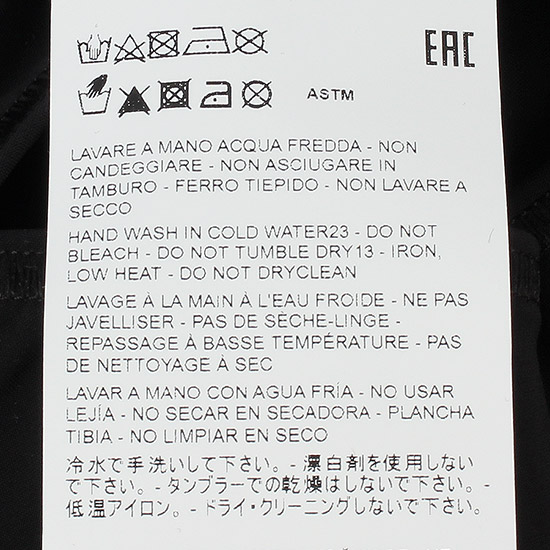 EAC
ASTM
LAVARE A MANO ACQUA FREDDA - NON
CANDEGGIARE - NON ASCIUGARE IN
TAMBURO - FERRO TIEPIDO - NON LAVARE A
SECCO
HAND WASH IN COLD WATER23 - DO NOT
BLEACH - DO NOT TUMBLE DRY13 - IRON,
LOW HEAT - DO NOT DRYCLEAN
LAVAGE À LA MAIN À L'EAU FROIDE - NE PAS
JAVELLISER - PAS DE SÈCHE-LINGE -
REPASSAGE À BASSE TEMPÉRATURE - PAS
DE NETTOYAGE À SEC
LAVAR A MANO CON AGUA FRÍA - NO USAR
LEJÍA - NO SECAR EN SECADORA - PLANCHA
TIBIA - NO LIMPIAR EN SECO
冷水で手洗いして下さい。- 漂白剤を使用しない
で下さい。- タンブラーでの乾燥はしないで下さい。-
低温アイロン。- ドライ・クリーニングしないで下さい。